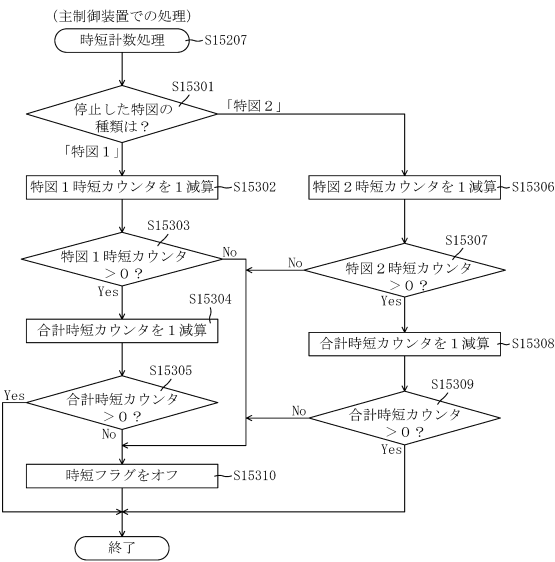 (主制御装置での処理)
時短計数処理
S15207
S15301
停止した特図の
種類は？
「特図２」
「特図１」
特図１時短カウンタを１減算
S15302
特図２時短カウンタを１減算
S15306
S15303
特図１時短カウンタ
＞０？
No
Yes
S15307
特図２時短カウンタ
＞０？
No
Yes
S15304
合計時短カウンタを１減算
合計時短カウンタを１減算
S15308
S15305
合計時短カウンタ
＞０？
Yes
No
S15309
合計時短カウンタ
＞０？
No
Yes
時短フラグをオフ
S15310
終了